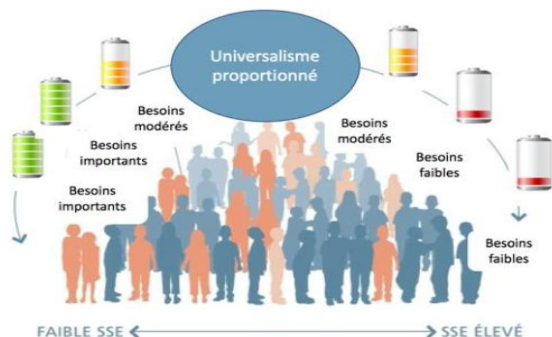 Universalisme
proportionné
Besoins
modérés
Besoins
modérés
Besoins
importants
Besoins
faibles
Besoins
importants
Besoins
faibles
FAIBLE SSE
SSE ÉLEVÉ